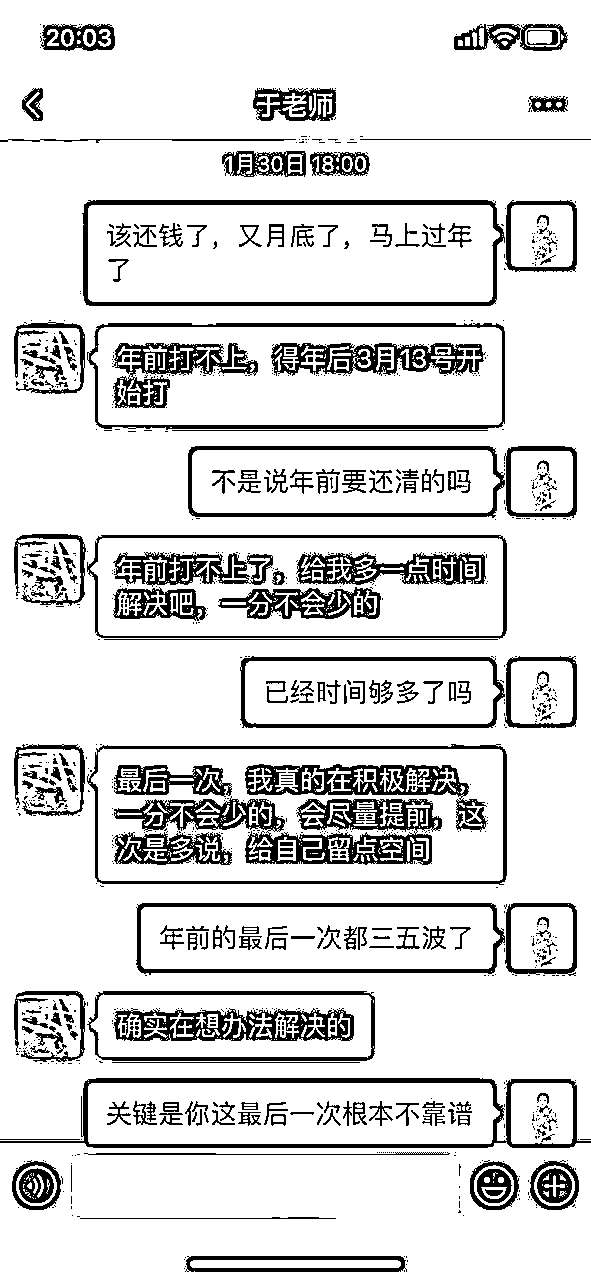 20:03
于老师
1月30日 18:00
该还钱了，又月底了，马上过年
了
年前打不上，得年后3月13号开
始打
不是说年前要还清的吗
年前打不上了，给我多一点时间
解决吧，一分不会少的
已经时间够多了吗
最后一次，我真的在积极解决，
一分不会少的，会尽量提前，这
次是多说，给自己留点空间
年前的最后一次都三五波了
确实在想办法解决的
关键是你这最后一次根本不靠谱